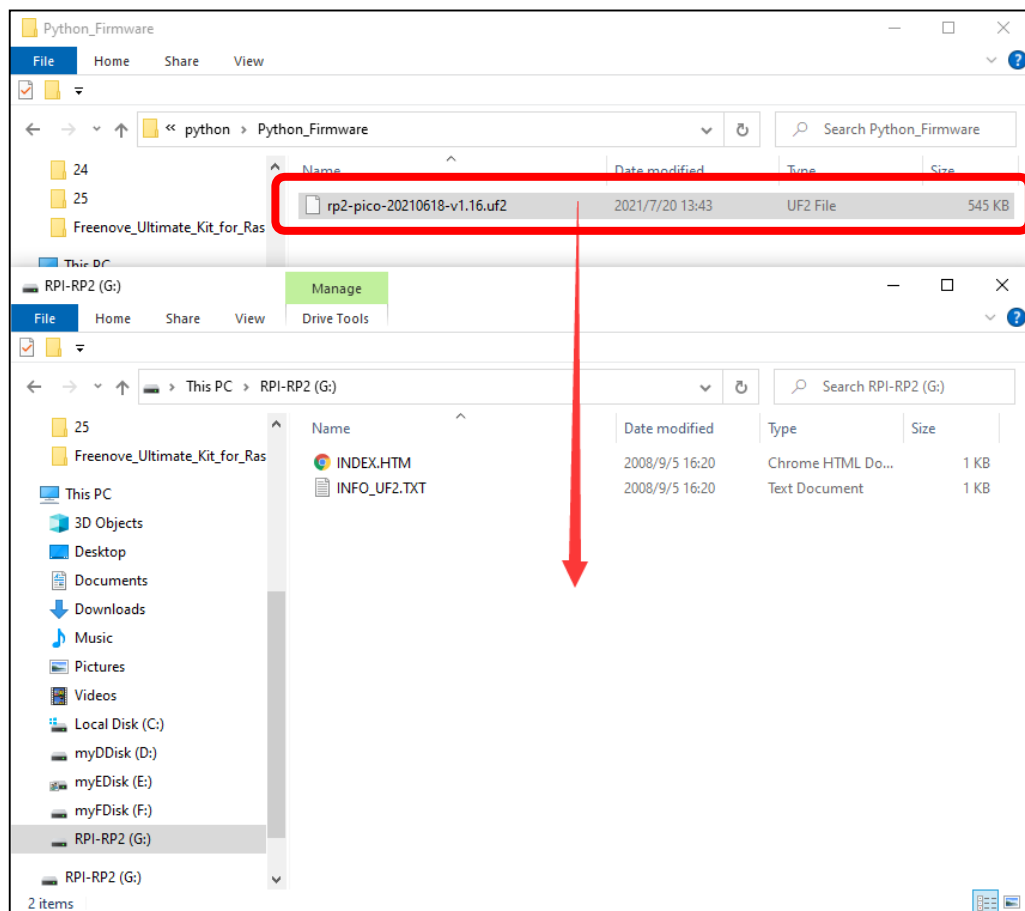 Python_Firmware
File Home Share View
« python › Python_Firmware Search Python_Firmware
24
25
Freenove_Ultimate_Kit_for_Ras
This PC
Name Date modified Type Size
rp2-pico-20210618-v1.16.uf2 2021/7/20 13:43 UF2 File 545 KB
RPI-RP2 (G:) Manage
File Home Share View Drive Tools
› This PC › RPI-RP2 (G:) Search RPI-RP2 (G:)
25
Freenove_Ultimate_Kit_for_Ras
This PC
3D Objects
Desktop
Documents
Downloads
Music
Pictures
Videos
Local Disk (C:)
myDDisk (D:)
myEDisk (E:)
myFDisk (F:)
RPI-RP2 (G:)
RPI-RP2 (G:)
Name Date modified Type Size
INDEX.HTM 2008/9/5 16:20 Chrome HTML Do... 1 KB
INFO_UF2.TXT 2008/9/5 16:20 Text Document 1 KB
2 items